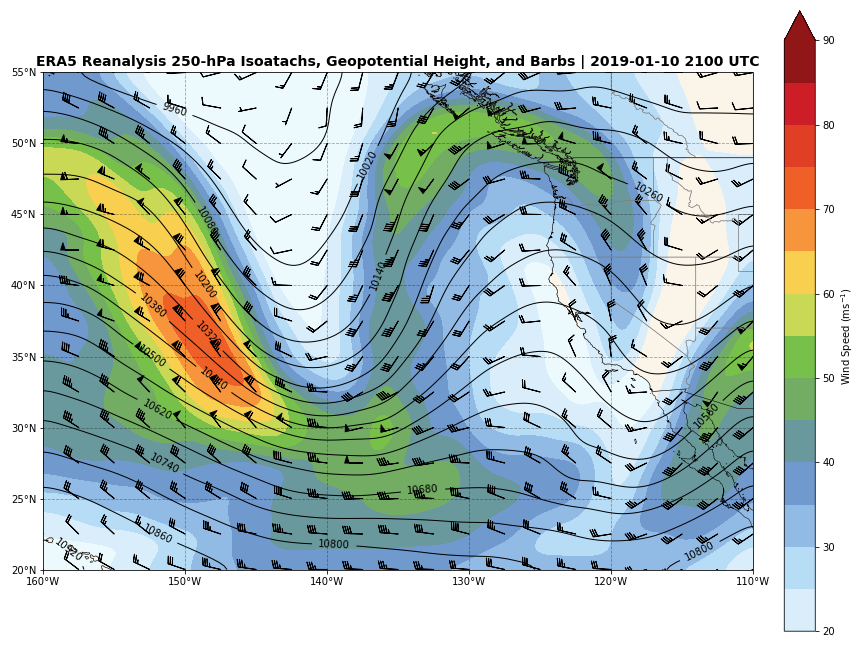 ERA5 Reanalysis 250-hPa Isoatachs, Geopotential Height, and Barbs | 2019-01-10 2100 UTC
55°N
50°N
45°N
40°N
35°N
30°N
25°N
20°N
160°W
150°W
140°W
130°W
120°W
110°W
9960
10020
10080
10140
10200
10260
10380
10320
10500
10440
10620
10560
10740
10680
10860
10800
10800
90
80
70
60
50
40
30
20
Wind Speed (ms⁻¹)